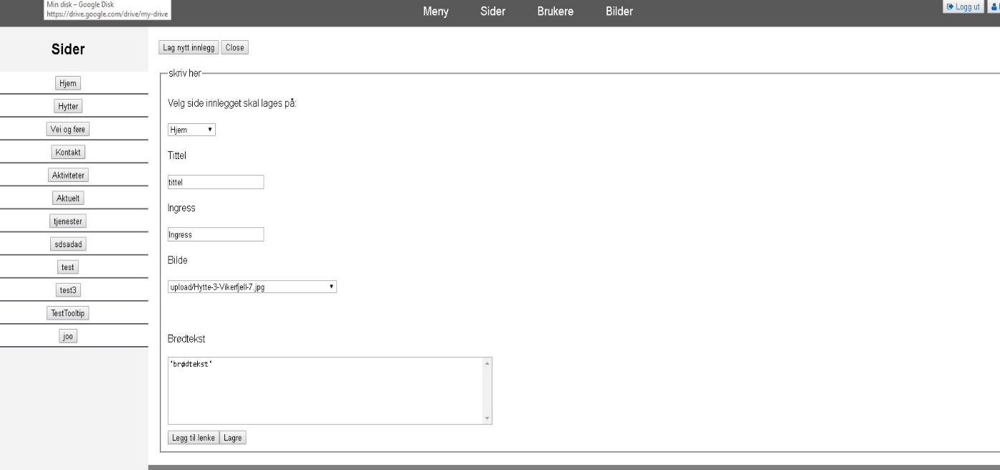 Min disk – Google Disk
https://drive.google.com/drive/my-drive
Meny Sider Brukere Bilder
Logg ut
Sider
Hjem
Hytter
Vei og føre
Kontakt
Aktiviteter
Aktuelt
tjenester
sdsadad
test
test3
TestTooltip
joo
Lag nytt innlegg Close
skriv her
Velg side innlegget skal lages på:
Hjem
Tittel
tittel
Ingress
Ingress
Bilde
upload/Hytte-3-Vikerfjell-7.jpg
Brødtekst
"brødtekst"
Legg til lenke Lagre